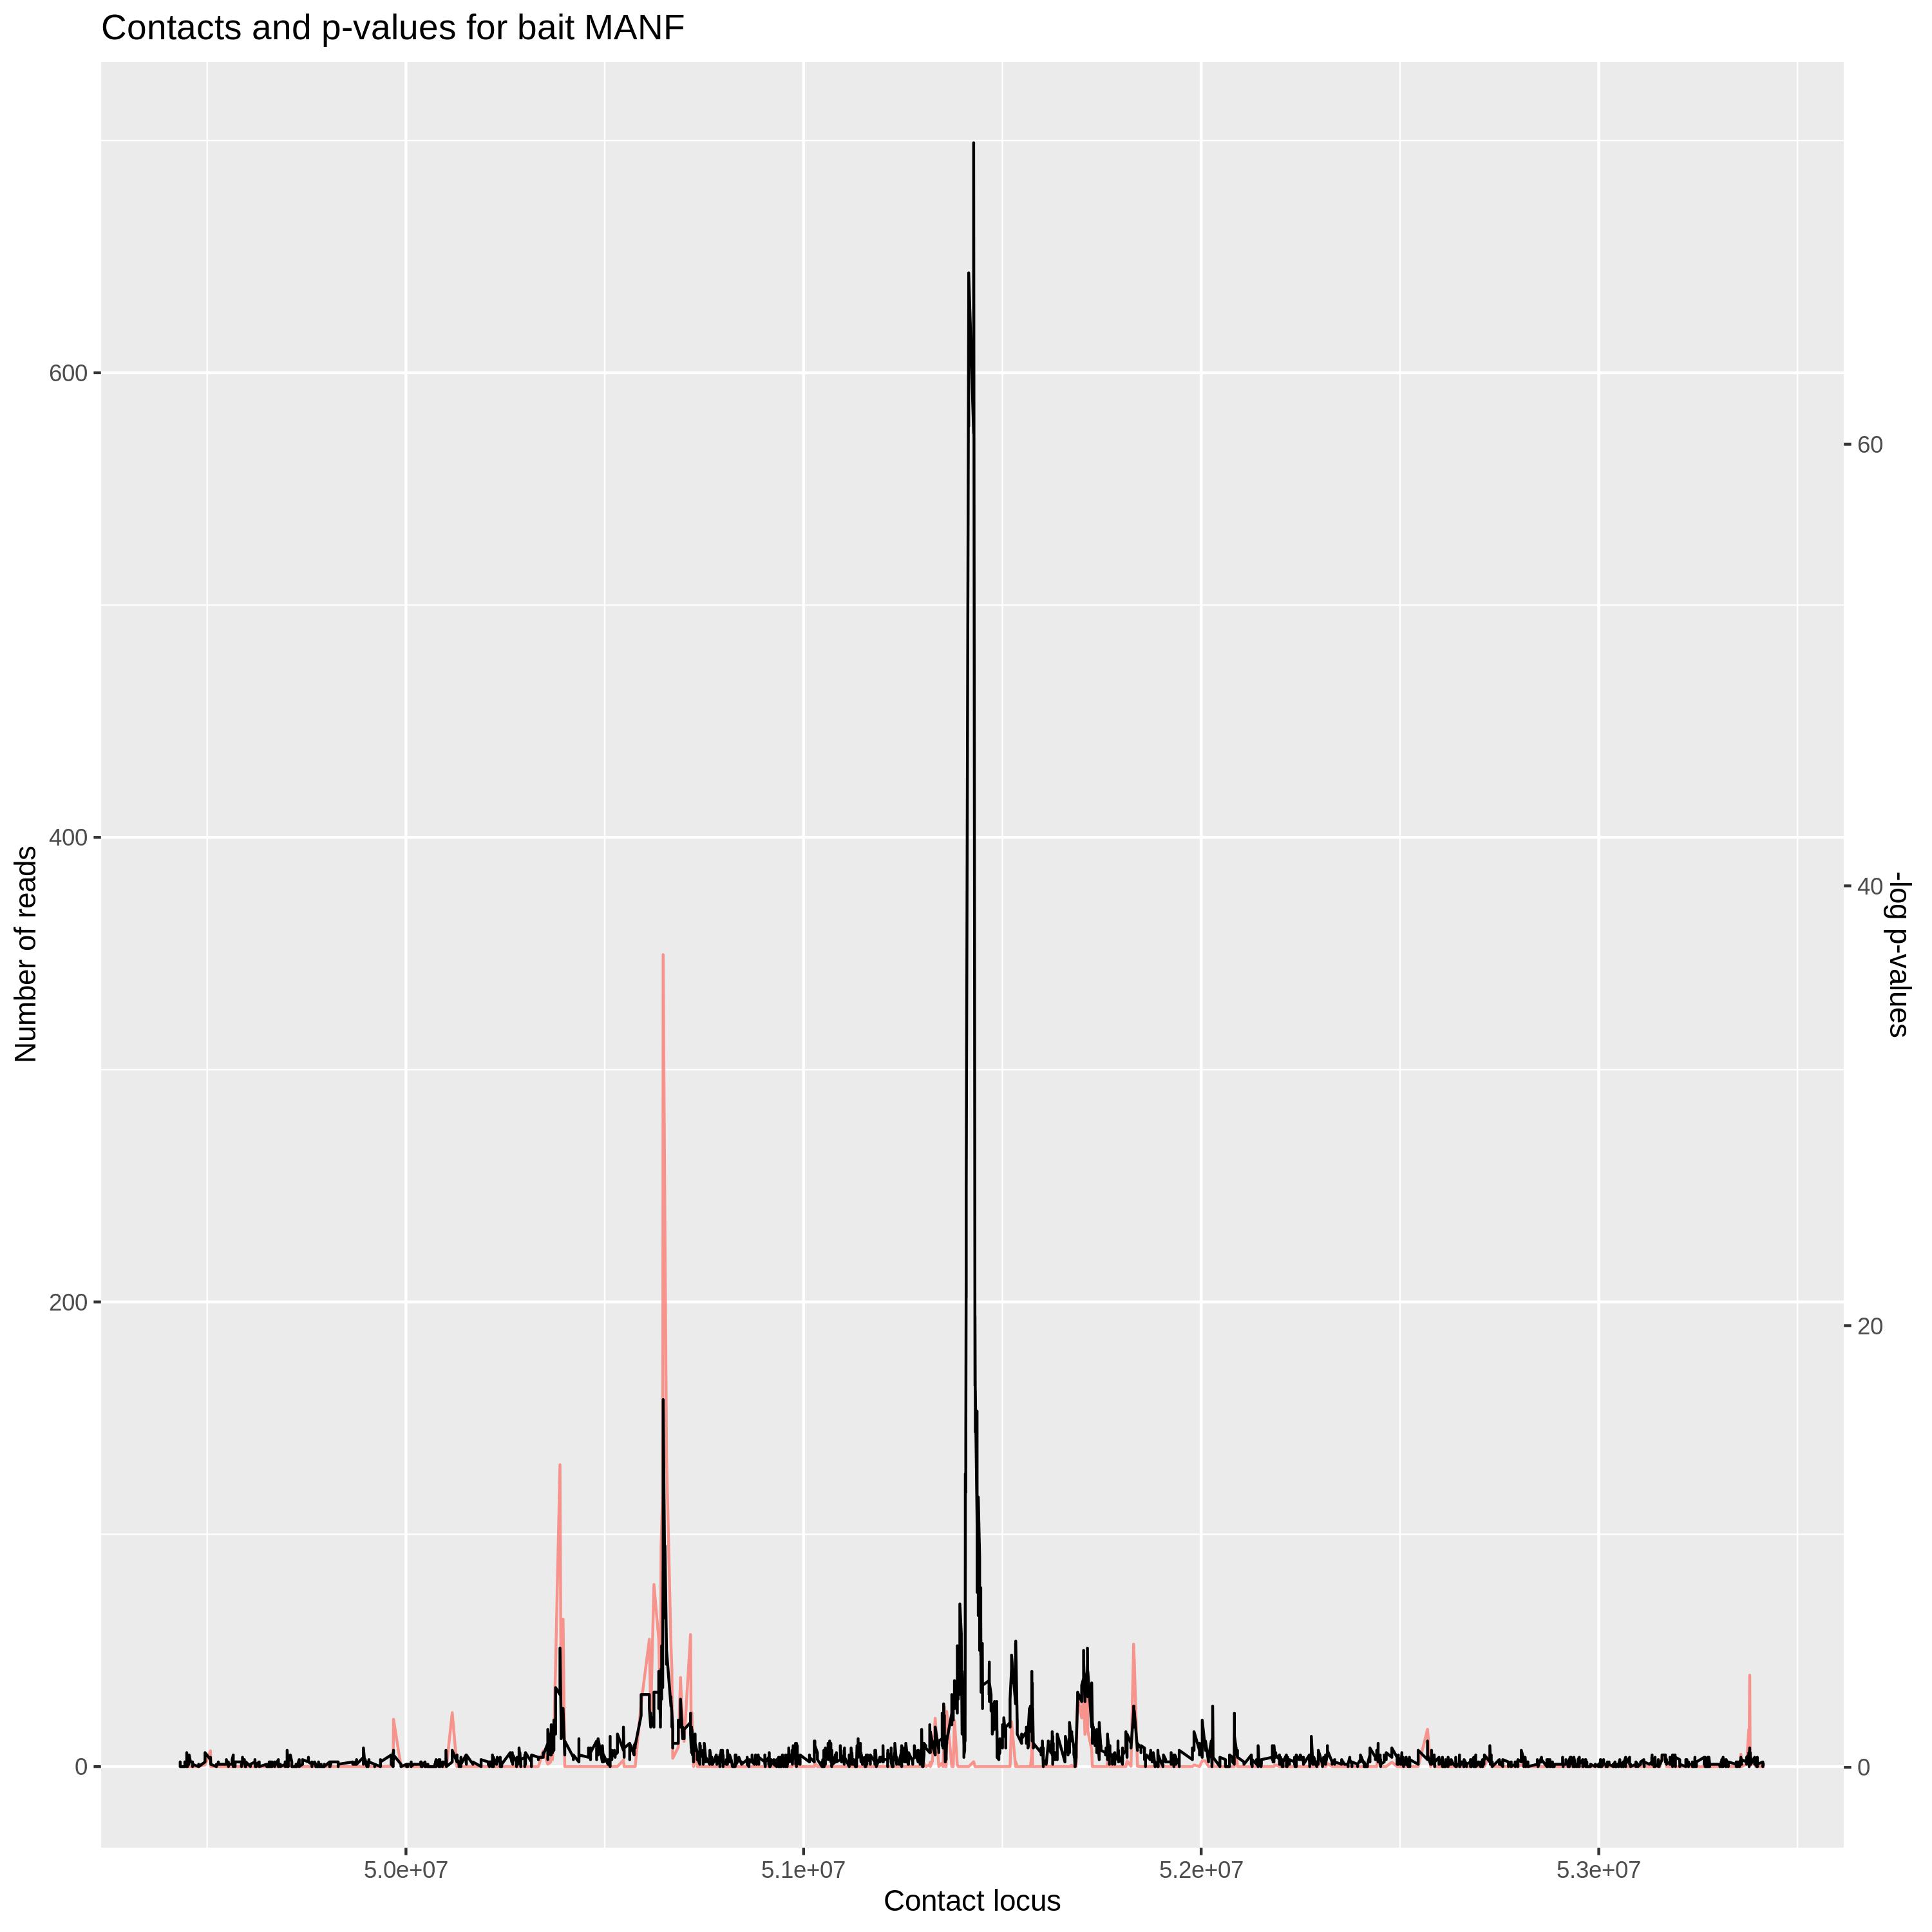 Contacts and p-values for bait MANF
600
400
200
0
60
40
20
0
Number of reads
-log p-values
5.0e+07
5.1e+07
5.2e+07
5.3e+07
Contact locus